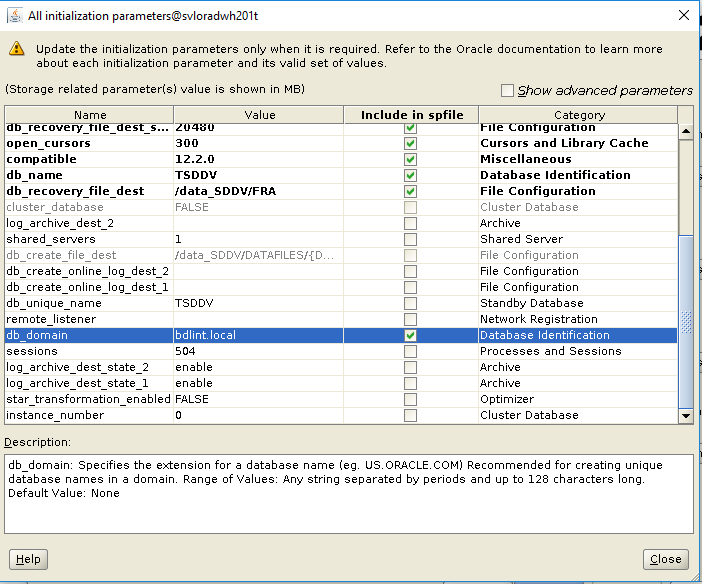 All initialization parameters@svloradwh201t
Update the initialization parameters only when it is required. Refer to the Oracle documentation to learn more
about each initialization parameter and its valid set of values.
(Storage related parameter(s) value is shown in MB)
Show advanced parameters
Name Value Include in spfile Category
db_recovery_file_dest_s... 20480 File Configuration
open_cursors 300 Cursors and Library Cache
compatible 12.2.0 Miscellaneous
db_name TSDDV Database Identification
db_recovery_file_dest /data_SDDV/FRA File Configuration
cluster_database FALSE Cluster Database
log_archive_dest_2 Archive
shared_servers 1 Shared Server
db_create_file_dest /data_SDDV/DATAFILES/{D... File Configuration
db_create_online_log_dest_2 File Configuration
db_create_online_log_dest_1 File Configuration
db_unique_name TSDDV Standby Database
remote_listener Network Registration
db_domain bdlint.local Database Identification
sessions 504 Processes and Sessions
log_archive_dest_state_2 enable Archive
log_archive_dest_state_1 enable Archive
star_transformation_enabled FALSE Optimizer
instance_number 0 Cluster Database
Description:
db_domain: Specifies the extension for a database name (eg. US.ORACLE.COM) Recommended for creating unique
database names in a domain. Range of Values: Any string separated by periods and up to 128 characters long.
Default Value: None
Help Close